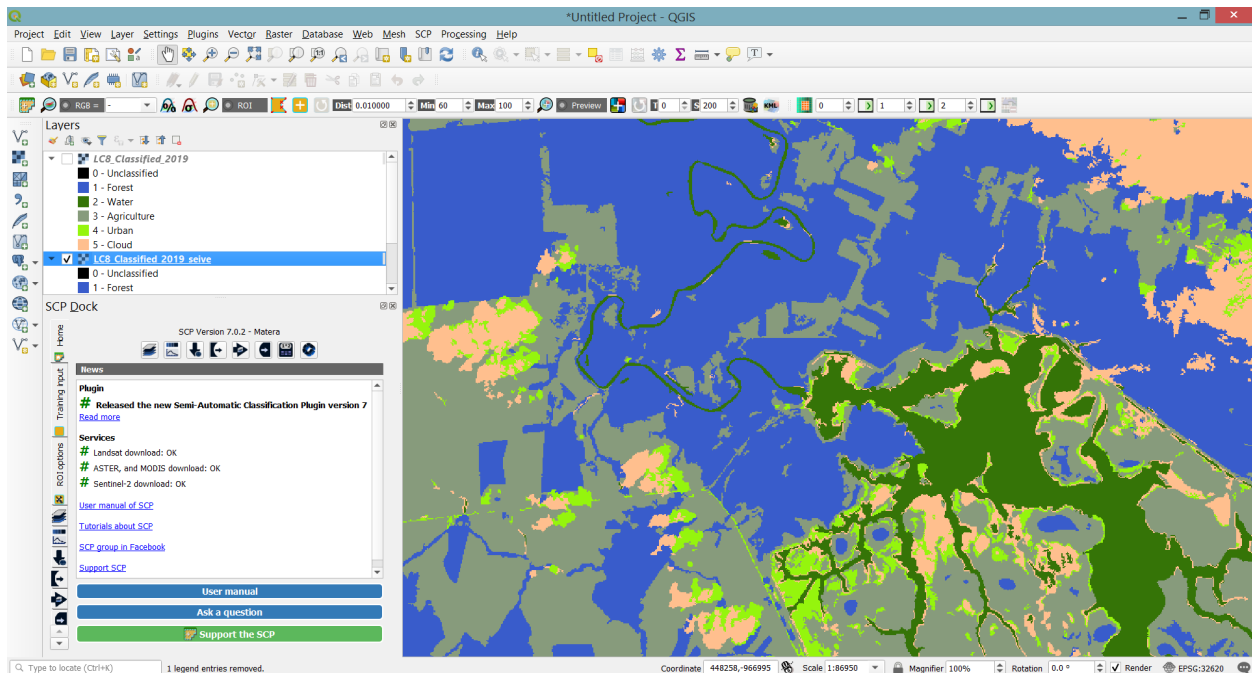 *Untitled Project - QGIS
Project Edit View Layer Settings Plugins Vector Raster Database Web Mesh SCP Processing Help
RGB = - ROI Dist 0.010000 Min 60 Max 100 Preview T 0 S 200 KML 0 1 2
Layers
LC8_Classified_2019
0 - Unclassified
1 - Forest
2 - Water
3 - Agriculture
4 - Urban
5 - Cloud
LC8_Classified_2019_seive
0 - Unclassified
1 - Forest
SCP Dock
Home
Training input
ROI options
SCP Version 7.0.2 - Matera
News
Plugin
# Released the new Semi-Automatic Classification Plugin version 7
Read more
Services
# Landsat download: OK
# ASTER, and MODIS download: OK
# Sentinel-2 download: OK
User manual of SCP
Tutorials about SCP
SCP group in Facebook
Support SCP
User manual
Ask a question
Support the SCP
Type to locate (Ctrl+K) 1 legend entries removed. Coordinate 448258,-966995 Scale 1:86950 Magnifier 100% Rotation 0.0 ° Render EPSG:32620